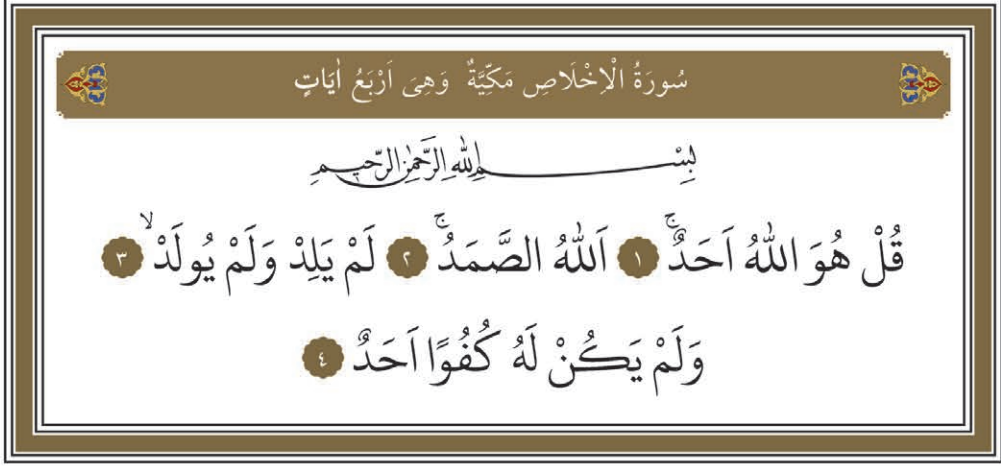 سُورَةُ الْاِخْلَاصِ مَكِّيَّةٌ وَهِىَ اَرْبَعُ اٰيَاتٍ
بِسْمِ اللّٰهِ الرَّحْمٰنِ الرَّحِيمِ
قُلْ هُوَ اللّٰهُ اَحَدٌۚ ١ اَللّٰهُ الصَّمَدُۚ ٢ لَمْ يَلِدْ وَلَمْ يُولَدْۙ ٣
وَلَمْ يَكُنْ لَهُ كُفُوًا اَحَدٌ ٤